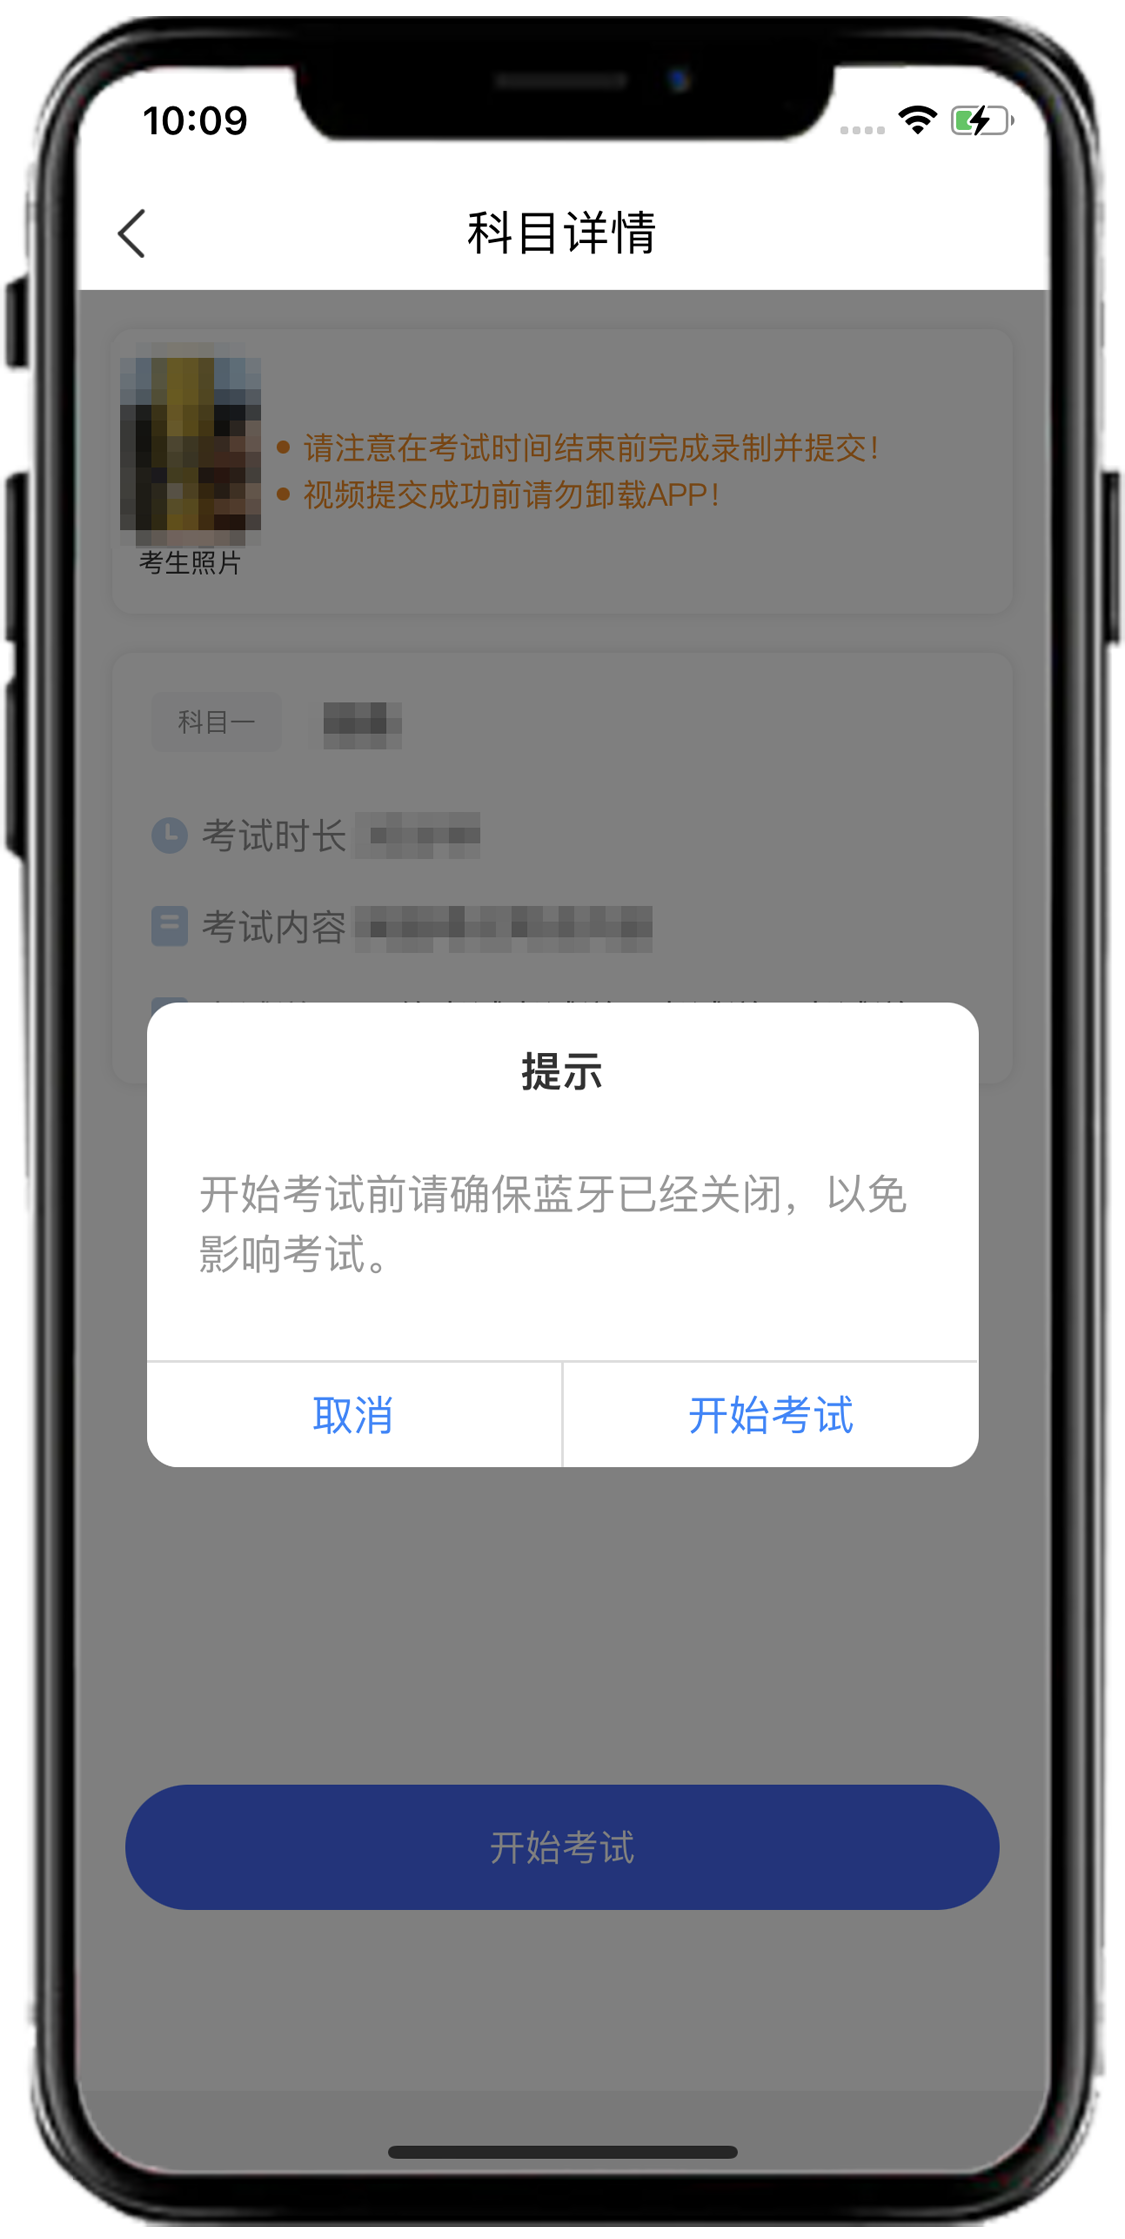 10:09
科目详情
请注意在考试时间结束前完成录制并提交！
视频提交成功前请勿卸载APP！
考生照片
科目一
考试时长
考试内容
提示
开始考试前请确保蓝牙已经关闭，以免
影响考试。
取消
开始考试
开始考试